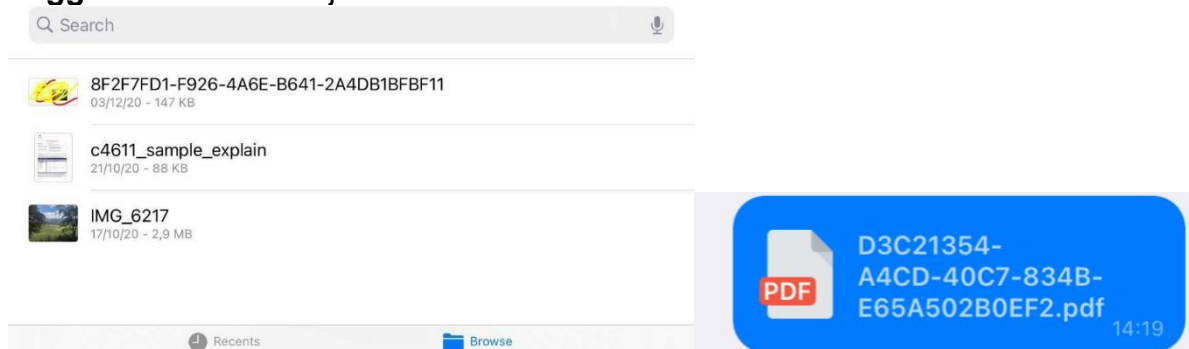 Search
8F2F7FD1-F926-4A6E-B641-2A4DB1BFBF11
03/12/20 - 147 KB
c4611_sample_explain
21/10/20 - 88 KB
IMG_6217
17/10/20 - 2,9 MB
Recents
Browse
PDF
D3C21354-
A4CD-40C7-834B-
E65A502B0EF2.pdf
14:19